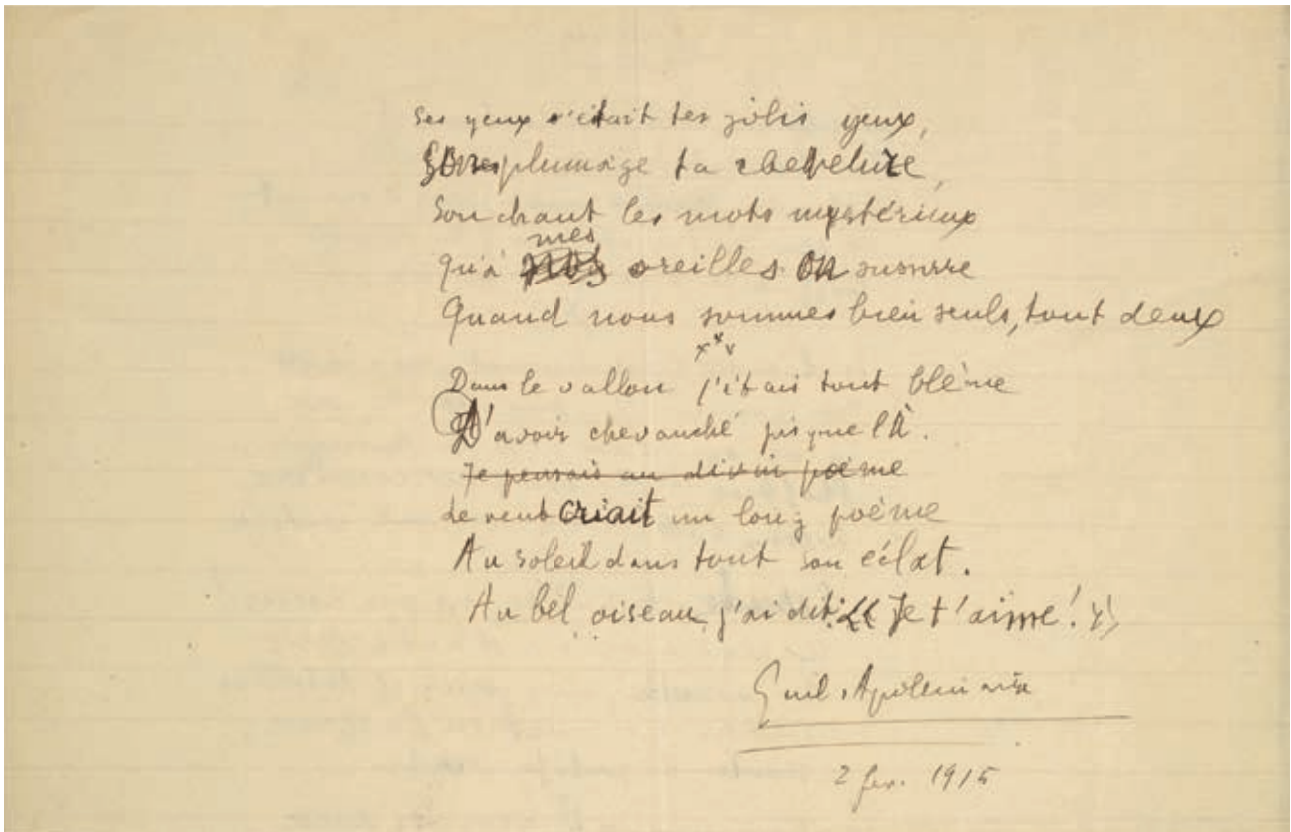 Ses yeux c'était tes jolis yeux,
Son plumage ta chevelure,
Son chant les mots mystérieux
mes
Qu'à nos oreilles on susurre
Quand nous sommes bien seuls, tout deux
x x x
Dans le vallon j'étais tout blème
D'avoir chevauché jusque là.
Je pensais au divin poème
Le vent criait un long poème
Au soleil dans tout son éclat.
Au bel oiseau j'ai dit: « Je t'aime! »
Guil. Apollinaire
2 fev. 1915